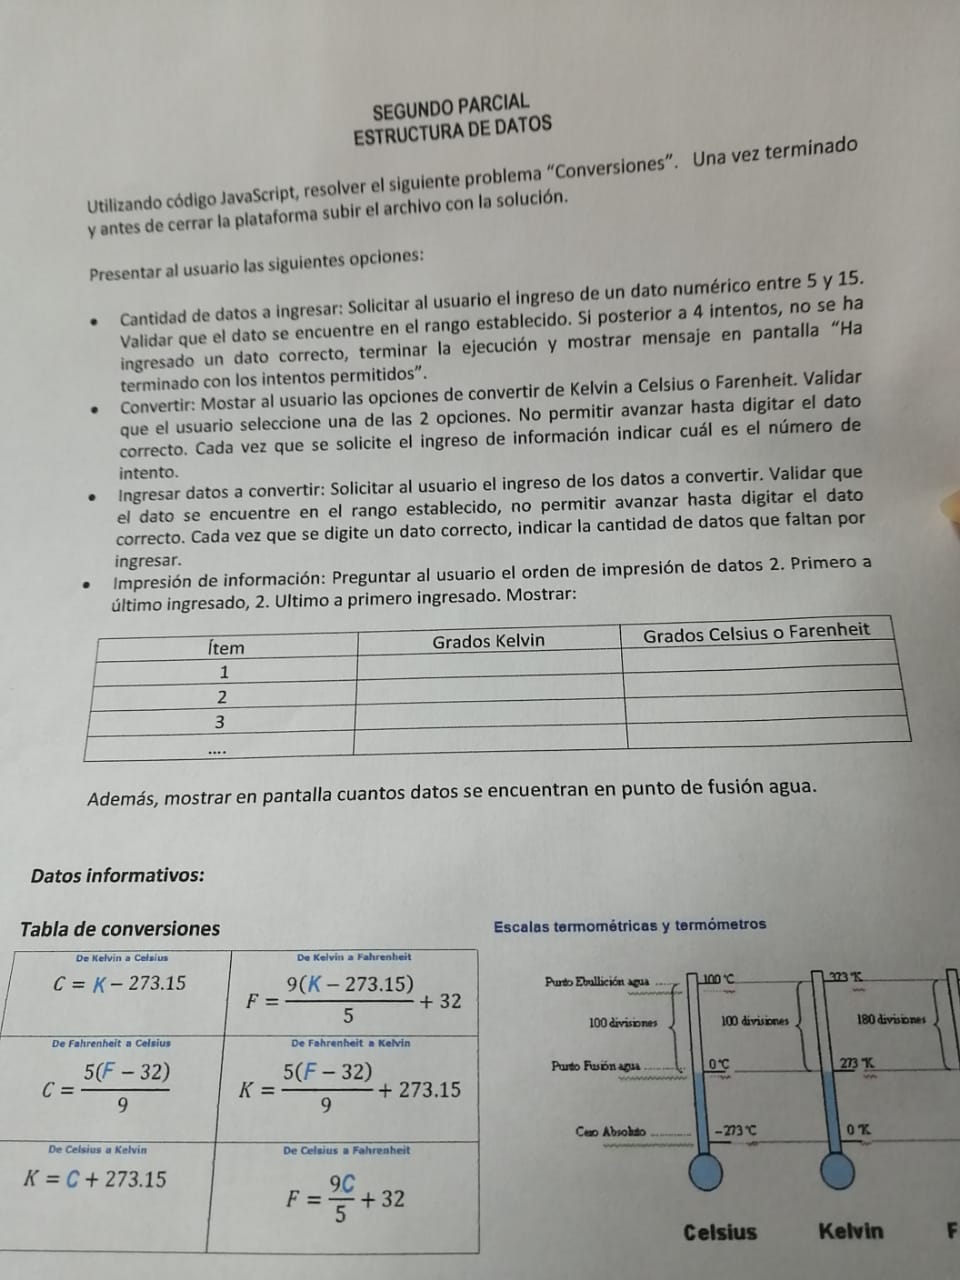 SEGUNDO PARCIAL
ESTRUCTURA DE DATOS
Utilizando código JavaScript, resolver el siguiente problema “Conversiones”. Una vez terminado
y antes de cerrar la plataforma subir el archivo con la solución.
Presentar al usuario las siguientes opciones:
• Cantidad de datos a ingresar: Solicitar al usuario el ingreso de un dato numérico entre 5 y 15.
Validar que el dato se encuentre en el rango establecido. Si posterior a 4 intentos, no se ha
ingresado un dato correcto, terminar la ejecución y mostrar mensaje en pantalla “Ha
terminado con los intentos permitidos”.
• Convertir: Mostar al usuario las opciones de convertir de Kelvin a Celsius o Farenheit. Validar
que el usuario seleccione una de las 2 opciones. No permitir avanzar hasta digitar el dato
correcto. Cada vez que se solicite el ingreso de información indicar cuál es el número de
intento.
• Ingresar datos a convertir: Solicitar al usuario el ingreso de los datos a convertir. Validar que
el dato se encuentre en el rango establecido, no permitir avanzar hasta digitar el dato
correcto. Cada vez que se digite un dato correcto, indicar la cantidad de datos que faltan por
ingresar.
• Impresión de información: Preguntar al usuario el orden de impresión de datos 2. Primero a
último ingresado, 2. Ultimo a primero ingresado. Mostrar:
Ítem Grados Kelvin Grados Celsius o Farenheit
1
2
3
....
Además, mostrar en pantalla cuantos datos se encuentran en punto de fusión agua.
Datos informativos:
Tabla de conversiones
De Kelvin a Celsius
C = K − 273.15
De Kelvin a Fahrenheit
F = 9(K − 273.15)/5 + 32
De Fahrenheit a Celsius
C = 5(F − 32)/9
De Fahrenheit a Kelvin
K = 5(F − 32)/9 + 273.15
De Celsius a Kelvin
K = C + 273.15
De Celsius a Fahrenheit
F = 9C/5 + 32
Escalas termométricas y termómetros
Punto Ebullición agua 100 °C 373 °K
100 divisiones 100 divisiones 180 divisiones
Punto Fusión agua 0 °C 273 °K
Cero Absoluto −273 °C 0 °K
Celsius Kelvin F